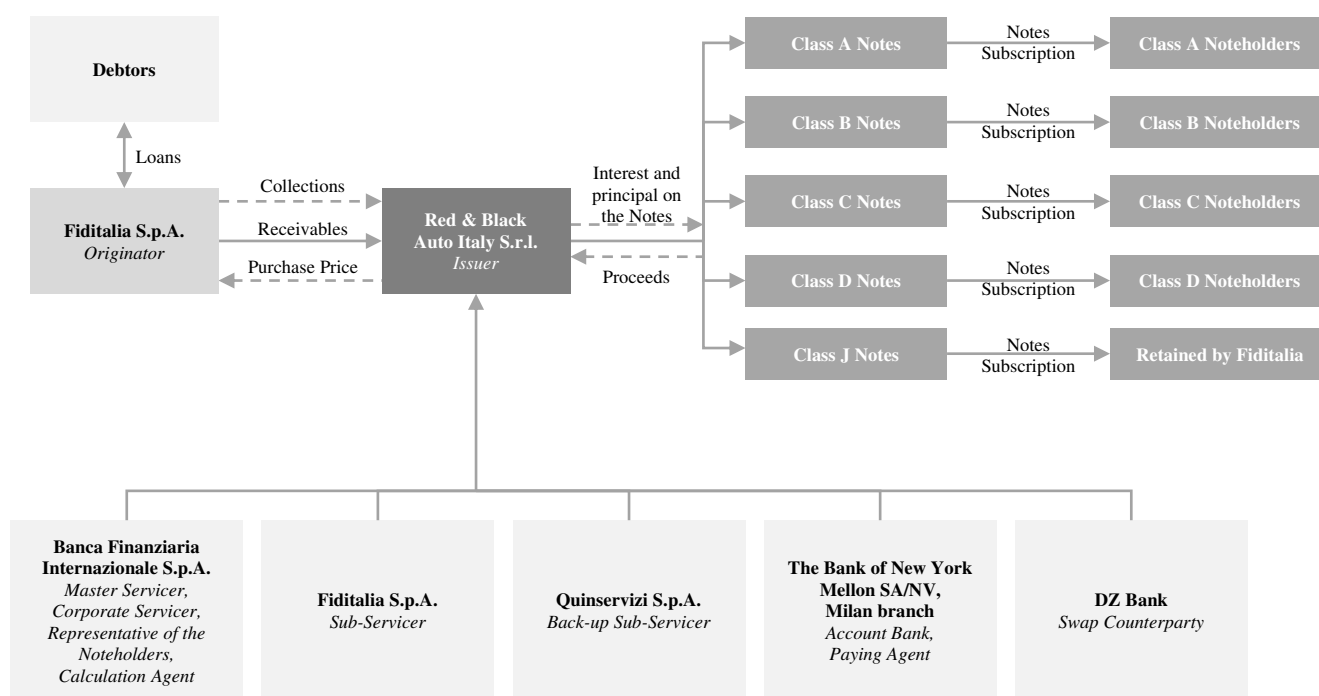 Debtors
Loans
Fiditalia S.p.A.
Originator
Collections
Receivables
Purchase Price
Red & Black
Auto Italy S.r.l.
Issuer
Interest and
principal on
the Notes
Proceeds
Class A Notes
Notes
Subscription
Class A Noteholders
Class B Notes
Notes
Subscription
Class B Noteholders
Class C Notes
Notes
Subscription
Class C Noteholders
Class D Notes
Notes
Subscription
Class D Noteholders
Class J Notes
Notes
Subscription
Retained by Fiditalia
Banca Finanziaria
Internazionale S.p.A.
Master Servicer,
Corporate Servicer,
Representative of the
Noteholders,
Calculation Agent
Fiditalia S.p.A.
Sub-Servicer
Quinservizi S.p.A.
Back-up Sub-Servicer
The Bank of New York
Mellon SA/NV,
Milan branch
Account Bank,
Paying Agent
DZ Bank
Swap Counterparty